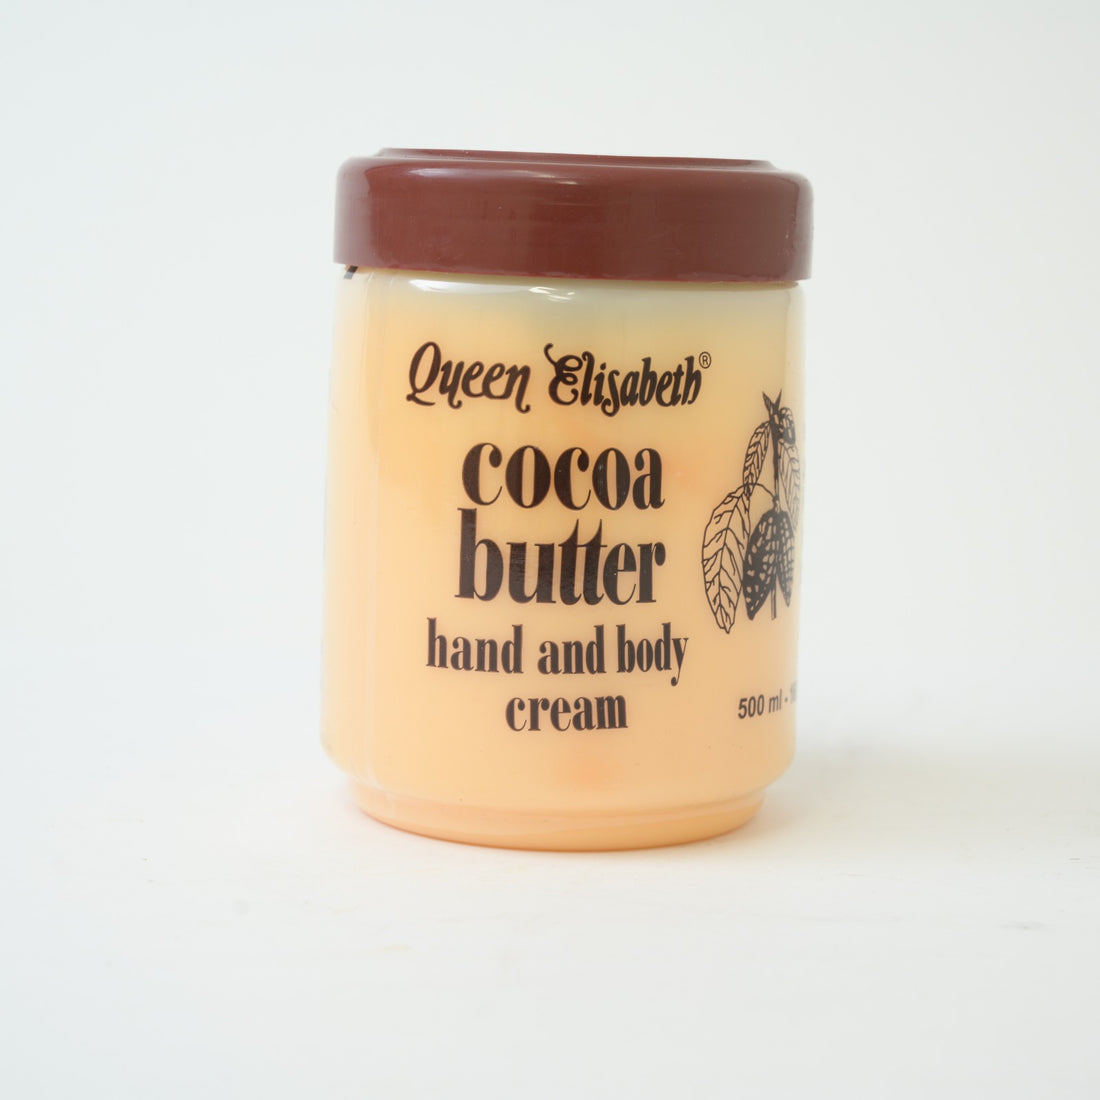 Queen Elisabeth®
cocoa
butter
hand and body
cream
500 ml -